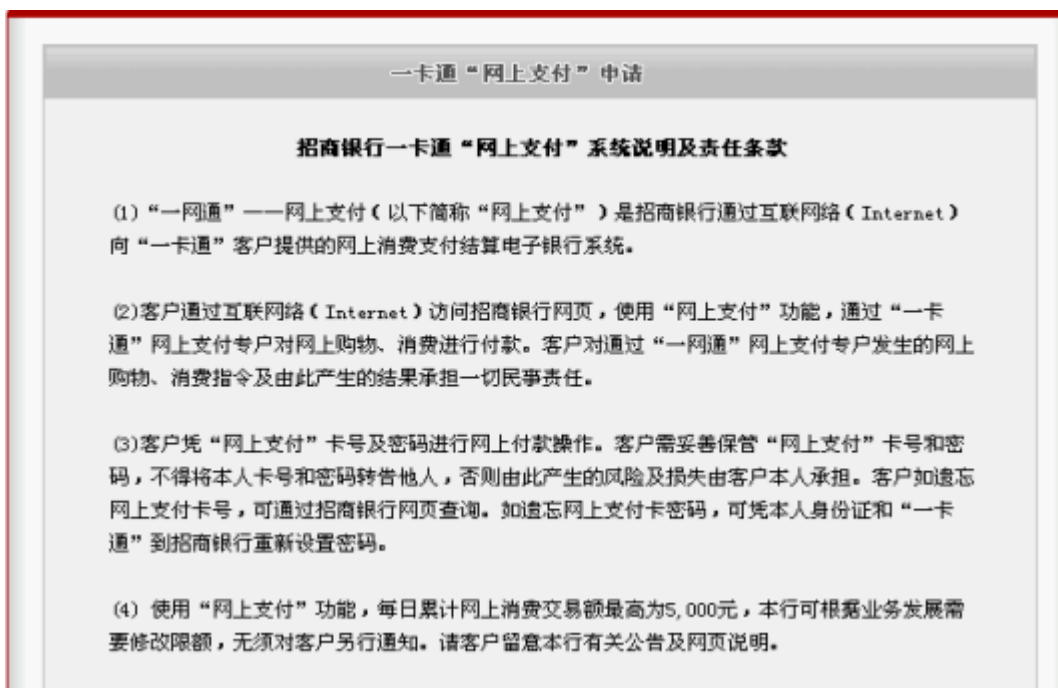 一卡通“网上支付”申请
招商银行一卡通“网上支付”系统说明及责任条款
(1)“一网通”——网上支付(以下简称“网上支付”)是招商银行通过互联网络(Internet)
向“一卡通”客户提供的网上消费支付结算电子银行系统。
(2)客户通过互联网络(Internet)访问招商银行网页,使用“网上支付”功能,通过“一卡
通”网上支付专户对网上购物、消费进行付款。客户对通过“一网通”网上支付专户发生的网上
购物、消费指令及由此产生的结果承担一切民事责任。
(3)客户凭“网上支付”卡号及密码进行网上付款操作。客户需妥善保管“网上支付”卡号和密
码,不得将本人卡号和密码转告他人,否则由此产生的风险及损失由客户本人承担。客户如遗忘
网上支付卡号,可通过招商银行网页查询。如遗忘网上支付卡密码,可凭本人身份证和“一卡
通”到招商银行重新设置密码。
(4) 使用“网上支付”功能,每日累计网上消费交易额最高为5,000元,本行可根据业务发展需
要修改限额,无须对客户另行通知。请客户留意本行有关公告及网页说明。